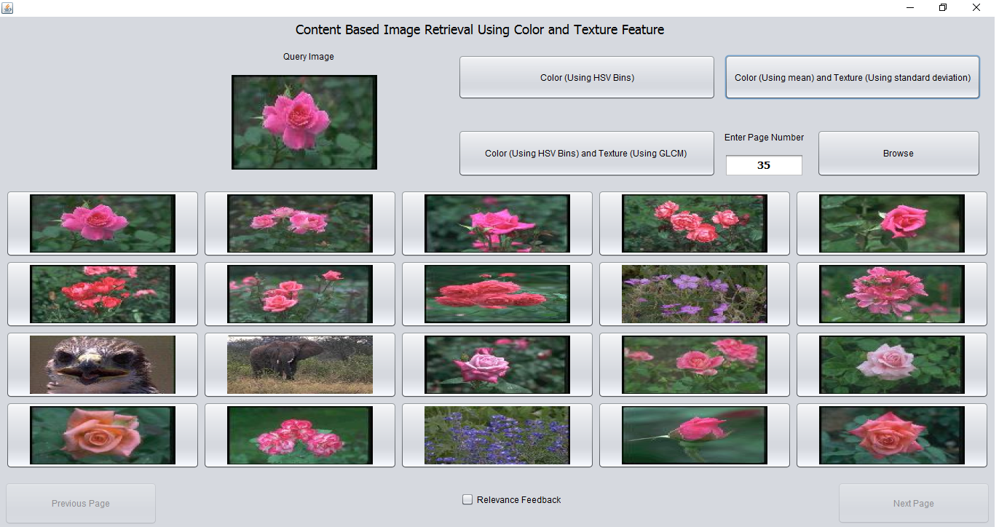 Content Based Image Retrieval Using Color and Texture Feature
Query Image
Color (Using HSV Bins)
Color (Using mean) and Texture (Using standard deviation)
Color (Using HSV Bins) and Texture (Using GLCM)
Enter Page Number
35
Browse
Previous Page
Relevance Feedback
Next Page